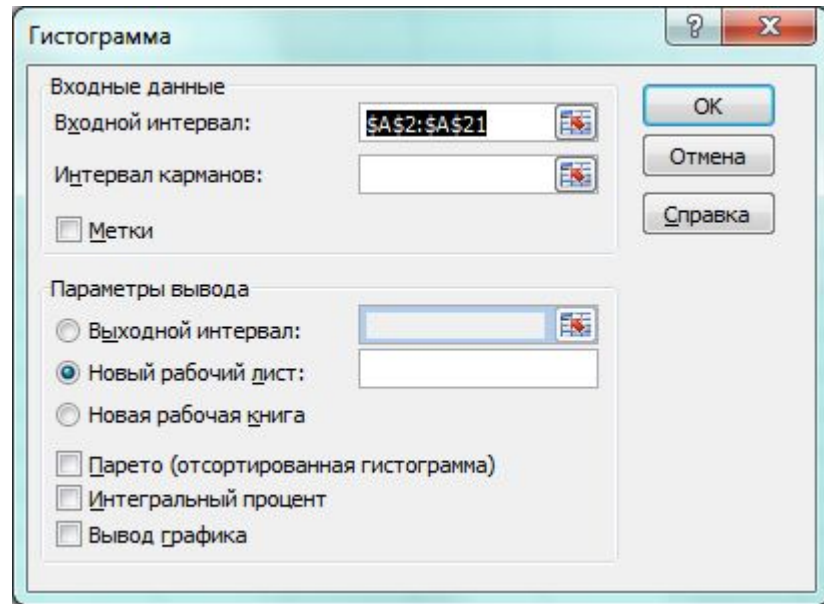 Гистограмма
?
X
Входные данные
Входной интервал:
$A$2:$A$21
Интервал карманов:
Метки
OK
Отмена
Справка
Параметры вывода
Выходной интервал:
Новый рабочий лист:
Новая рабочая книга
Парето (отсортированная гистограмма)
Интегральный процент
Вывод графика